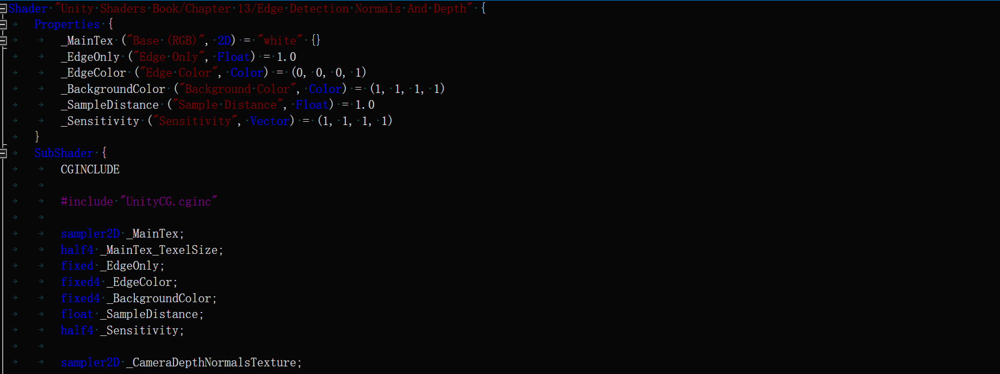 Shader "Unity Shaders Book/Chapter 13/Edge Detection Normals And Depth" {
Properties {
_MainTex ("Base (RGB)", 2D) = "white" {}
_EdgeOnly ("Edge Only", Float) = 1.0
_EdgeColor ("Edge Color", Color) = (0, 0, 0, 1)
_BackgroundColor ("Background Color", Color) = (1, 1, 1, 1)
_SampleDistance ("Sample Distance", Float) = 1.0
_Sensitivity ("Sensitivity", Vector) = (1, 1, 1, 1)
}
SubShader {
CGINCLUDE
#include "UnityCG.cginc"
sampler2D _MainTex;
half4 _MainTex_TexelSize;
fixed _EdgeOnly;
fixed4 _EdgeColor;
fixed4 _BackgroundColor;
float _SampleDistance;
half4 _Sensitivity;
sampler2D _CameraDepthNormalsTexture;